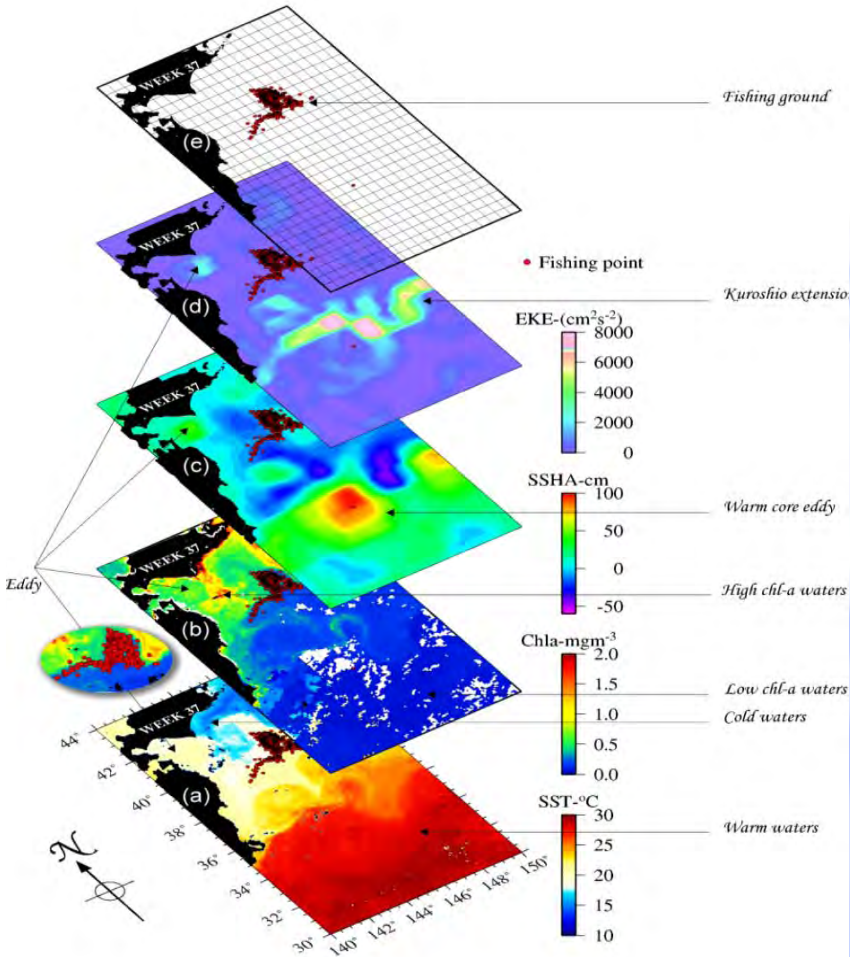 WEEK 37
(e)
Fishing ground
WEEK 37
(d)
Fishing point
Kuroshio extension
EKE-(cm²s⁻²)
8000
6000
4000
2000
0
WEEK 37
(c)
SSHA-cm
100
50
0
-50
Warm core eddy
Eddy
WEEK 37
(b)
High chl-a waters
Chla-mgm⁻³
2.0
1.5
1.0
0.5
0.0
Low chl-a waters
Cold waters
WEEK 37
(a)
SST-°C
30
25
20
15
10
Warm waters
44°
42°
40°
38°
36°
34°
32°
30°
140°
142°
144°
146°
148°
150°
N